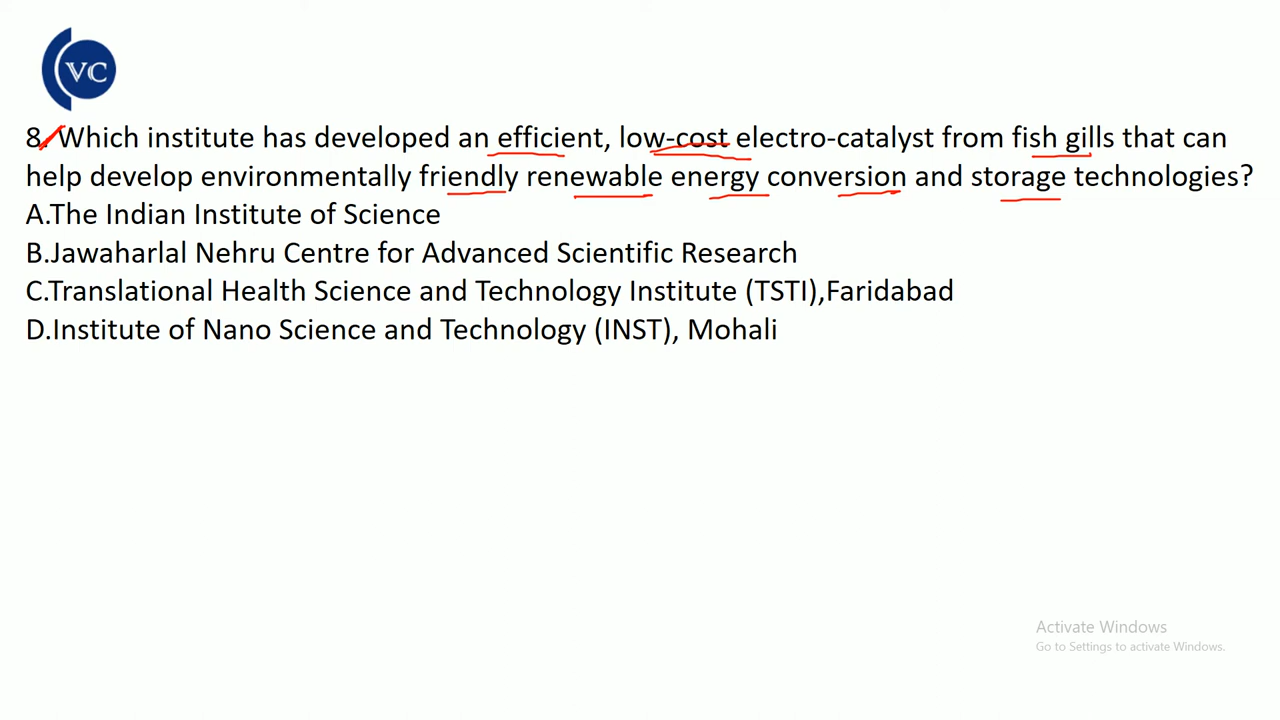 VC
8. Which institute has developed an efficient, low-cost electro-catalyst from fish gills that can
help develop environmentally friendly renewable energy conversion and storage technologies?
A.The Indian Institute of Science
B.Jawaharlal Nehru Centre for Advanced Scientific Research
C.Translational Health Science and Technology Institute (TSTI),Faridabad
D.Institute of Nano Science and Technology (INST), Mohali
Activate Windows
Go to Settings to activate Windows.